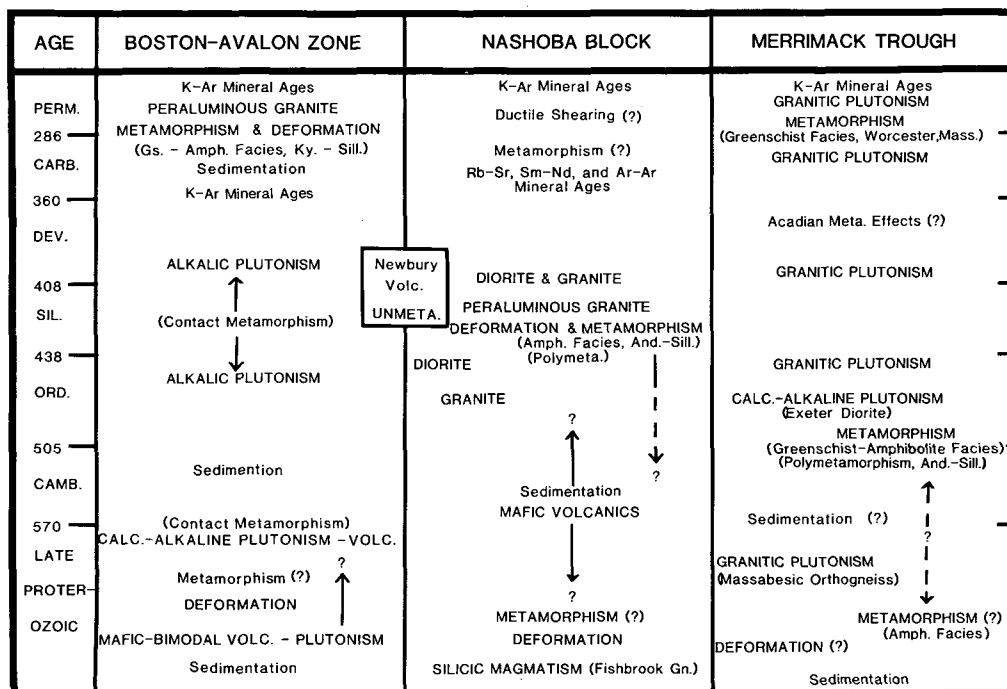 AGE
PERM.
286
CARB.
360
DEV.
408
SIL.
438
ORD.
505
CAMB.
570
LATE
PROTER-
OZOIC
BOSTON-AVALON ZONE
K-Ar Mineral Ages
PERALUMINOUS GRANITE
METAMORPHISM & DEFORMATION
(Gs. - Amph. Facies, Ky. - Sill.)
Sedimentation
K-Ar Mineral Ages
ALKALIC PLUTONISM
(Contact Metamorphism)
ALKALIC PLUTONISM
Sedimention
(Contact Metamorphism)
CALC.-ALKALINE PLUTONISM - VOLC.
?
Metamorphism (?)
DEFORMATION
MAFIC-BIMODAL VOLC. - PLUTONISM
Sedimentation
Newbury
Volc.
UNMETA.
NASHOBA BLOCK
K-Ar Mineral Ages
Ductile Shearing (?)
Metamorphism (?)
Rb-Sr, Sm-Nd, and Ar-Ar
Mineral Ages
DIORITE & GRANITE
PERALUMINOUS GRANITE
DEFORMATION & METAMORPHISM
(Amph. Facies, And.-Sill.)
(Polymeta.)
DIORITE
GRANITE
?
?
Sedimentation
MAFIC VOLCANICS
?
METAMORPHISM (?)
DEFORMATION
SILICIC MAGMATISM (Fishbrook Gn.)
MERRIMACK TROUGH
K-Ar Mineral Ages
GRANITIC PLUTONISM
METAMORPHISM
(Greenschist Facies, Worcester, Mass.)
GRANITIC PLUTONISM
Acadian Meta. Effects (?)
GRANITIC PLUTONISM
GRANITIC PLUTONISM
CALC.-ALKALINE PLUTONISM
(Exeter Diorite)
METAMORPHISM
(Greenschist-Amphibolite Facies)
(Polymetamorphism, And.-Sill.)
Sedimentation (?)
?
GRANITIC PLUTONISM
(Massabesic Orthogneiss)
METAMORPHISM (?)
(Amph. Facies)
DEFORMATION (?)
Sedimentation